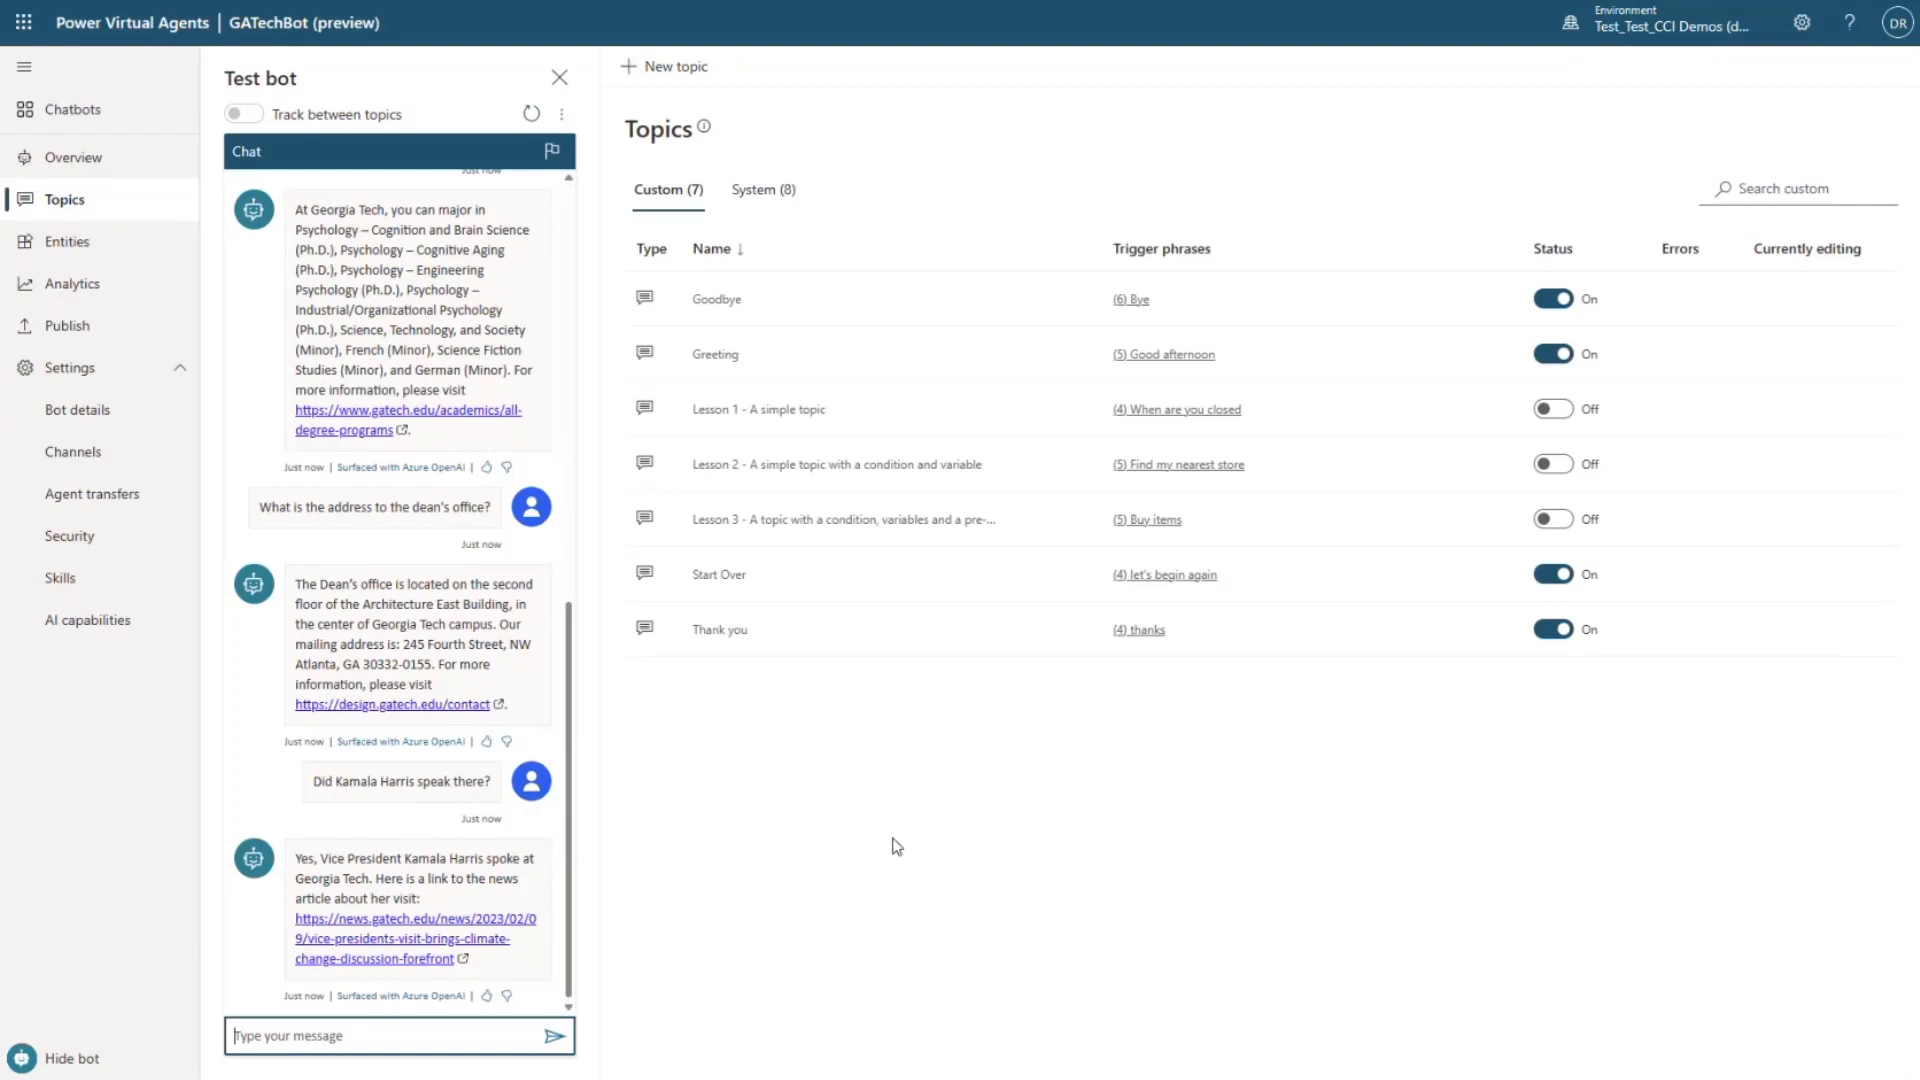 Power Virtual Agents | GATechBot (preview)
Environment
Test_Test_CCI Demos (d...
?
DR
Chatbots
Overview
Topics
Entities
Analytics
Publish
Settings
Bot details
Channels
Agent transfers
Security
Skills
AI capabilities
Hide bot
Test bot
Track between topics
Chat
Just now
At Georgia Tech, you can major in
Psychology – Cognition and Brain Science
(Ph.D.), Psychology – Cognitive Aging
(Ph.D.), Psychology – Engineering
Psychology (Ph.D.), Psychology –
Industrial/Organizational Psychology
(Ph.D.), Science, Technology, and Society
(Minor), French (Minor), Science Fiction
Studies (Minor), and German (Minor). For
more information, please visit
https://www.gatech.edu/academics/all-
degree-programs.
Just now | Surfaced with Azure OpenAI |
What is the address to the dean's office?
Just now
The Dean's office is located on the second
floor of the Architecture East Building, in
the center of Georgia Tech campus. Our
mailing address is: 245 Fourth Street, NW
Atlanta, GA 30332-0155. For more
information, please visit
https://design.gatech.edu/contact.
Just now | Surfaced with Azure OpenAI |
Did Kamala Harris speak there?
Just now
Yes, Vice President Kamala Harris spoke at
Georgia Tech. Here is a link to the news
article about her visit:
https://news.gatech.edu/news/2023/02/0
9/vice-presidents-visit-brings-climate-
change-discussion-forefront
Just now | Surfaced with Azure OpenAI |
Type your message
New topic
Topics
Custom (7) System (8)
Search custom
Type Name ↓ Trigger phrases Status Errors Currently editing
Goodbye (6) Bye On
Greeting (5) Good afternoon On
Lesson 1 - A simple topic (4) When are you closed Off
Lesson 2 - A simple topic with a condition and variable (5) Find my nearest store Off
Lesson 3 - A topic with a condition, variables and a pre-... (5) Buy items Off
Start Over (4) let's begin again On
Thank you (4) thanks On